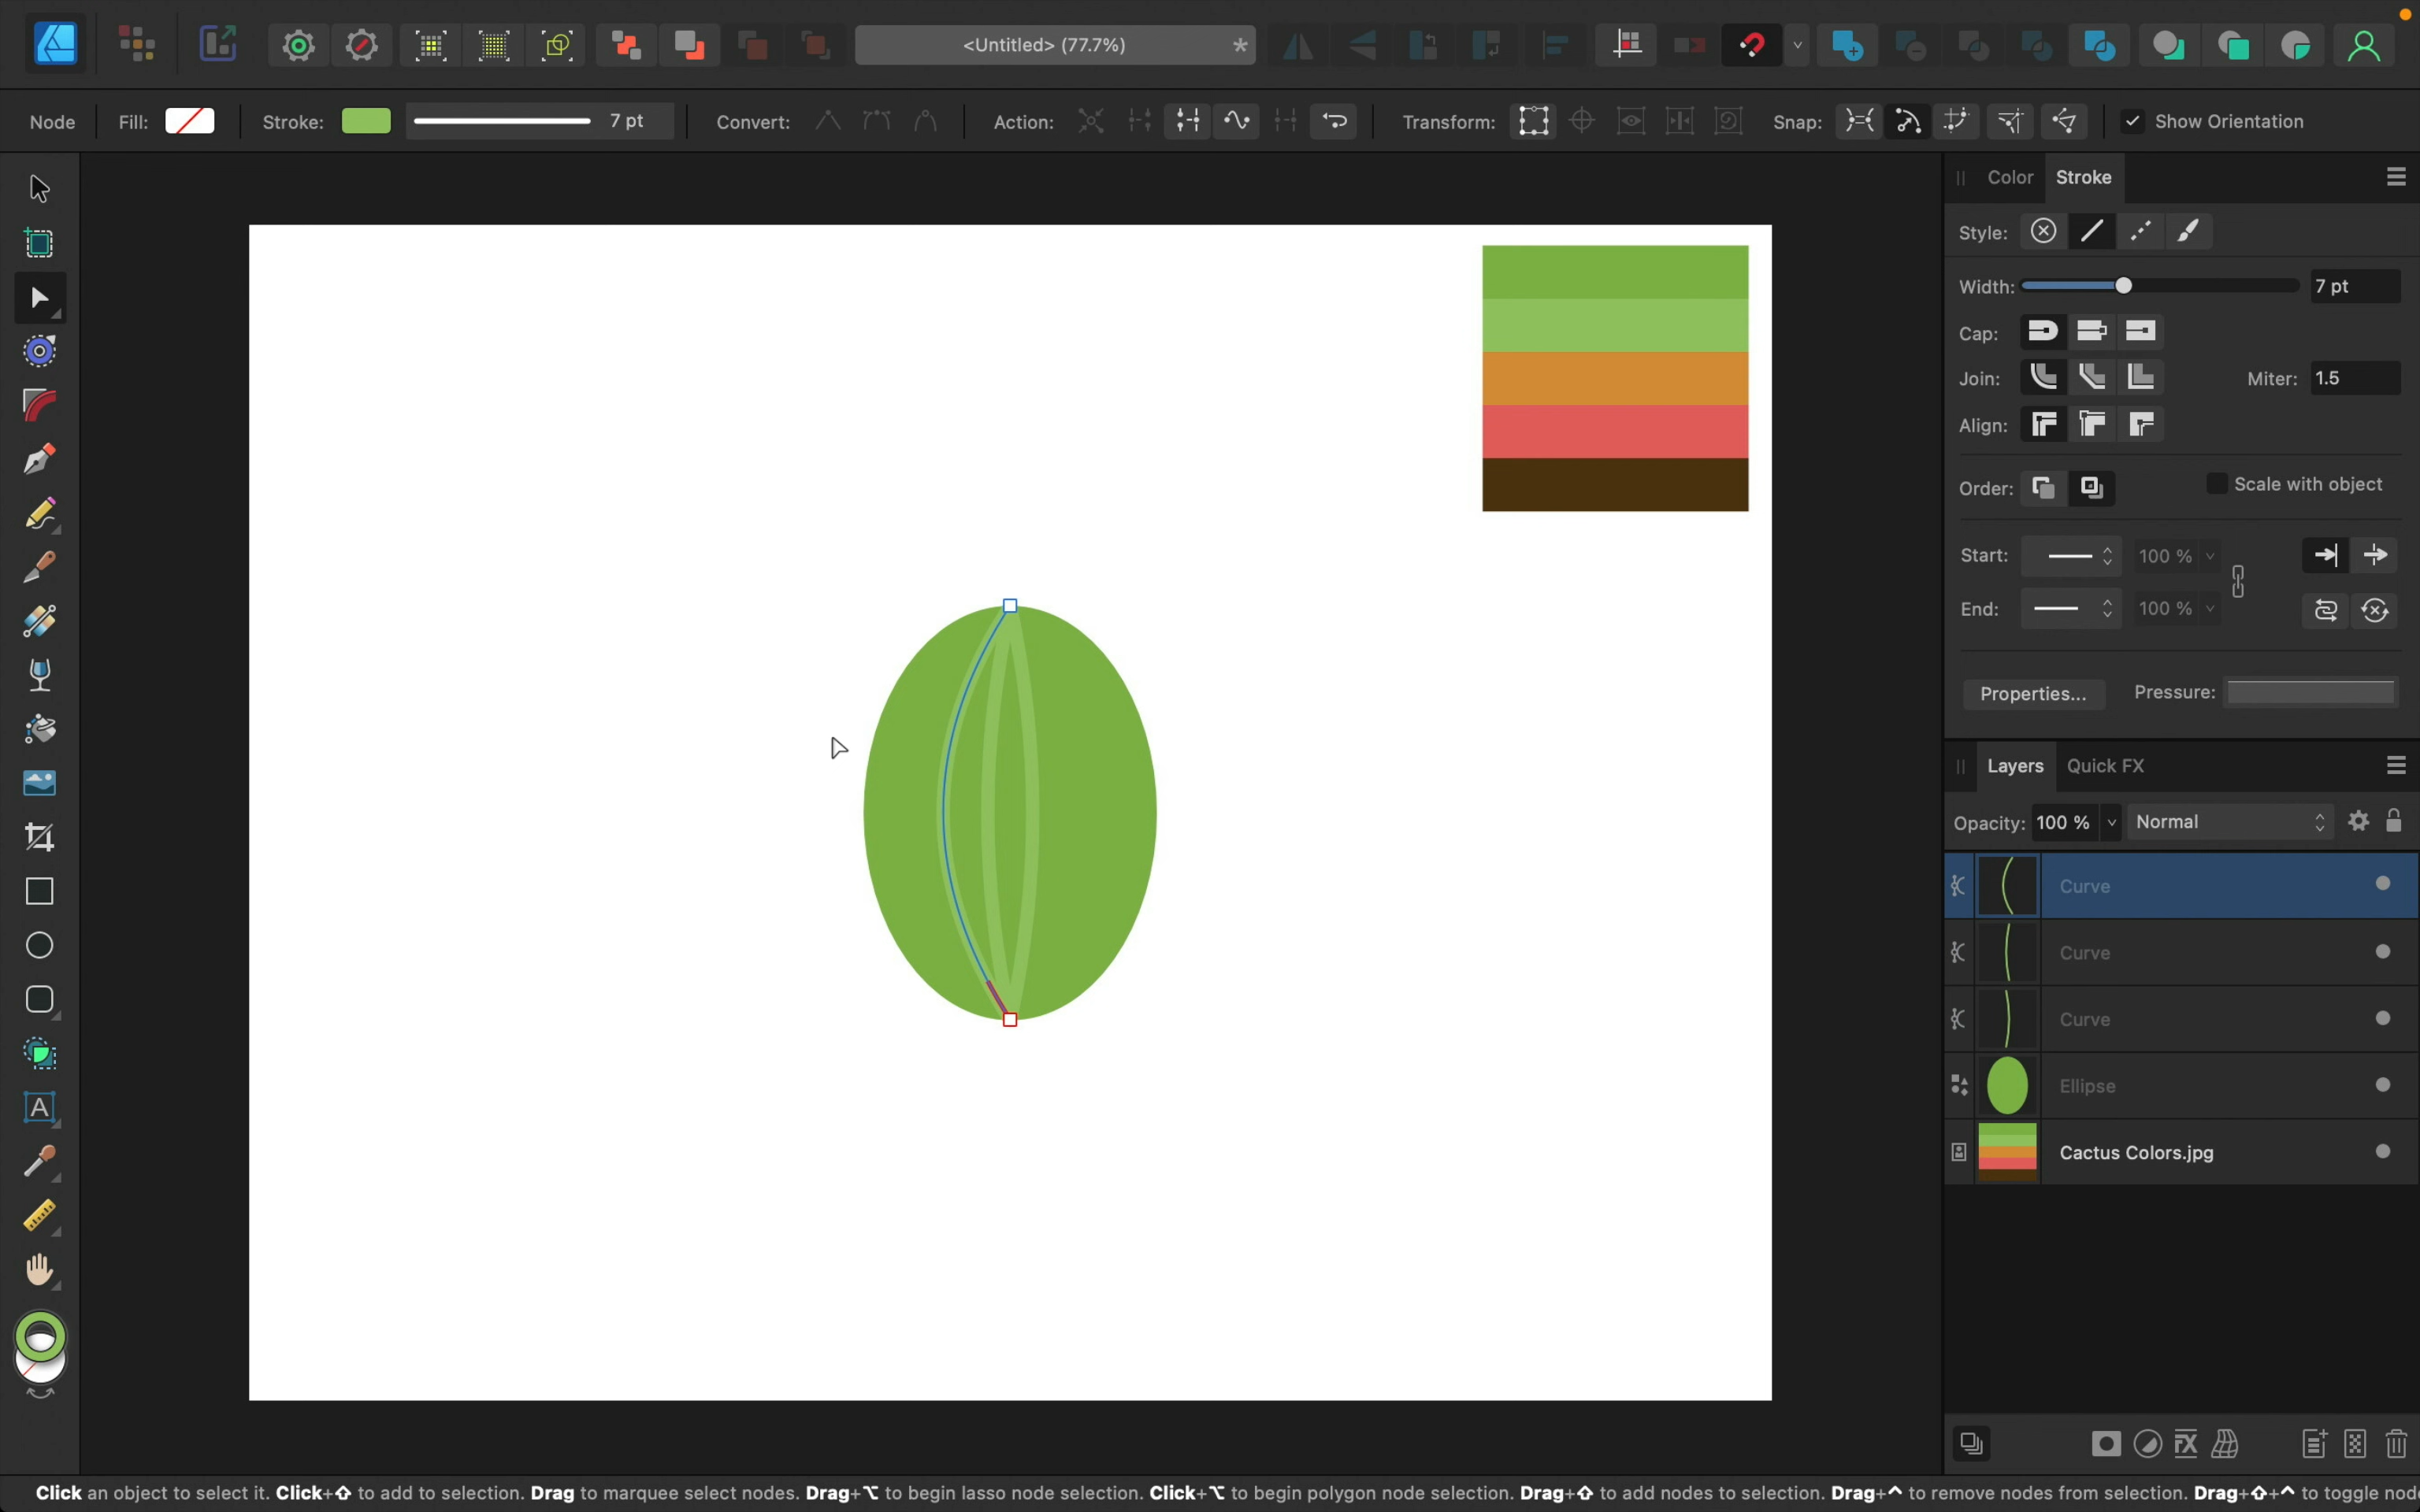 <Untitled> (77.7%)
*
Node Fill: Stroke: 7 pt Convert: Action: Transform: Snap: Show Orientation
Color Stroke
Style:
Width: 7 pt
Cap:
Join: Miter: 1.5
Align:
Order: Scale with object
Start: 100 %
End: 100 %
Properties... Pressure:
Layers Quick FX
Opacity: 100 % Normal
Curve
Curve
Curve
Ellipse
Cactus Colors.jpg
A
FX
Click an object to select it. Click+⇧ to add to selection. Drag to marquee select nodes. Drag+⌥ to begin lasso node selection. Click+⌥ to begin polygon node selection. Drag+⇧ to add nodes to selection. Drag+^ to remove nodes from selection. Drag+⇧+^ to toggle nod